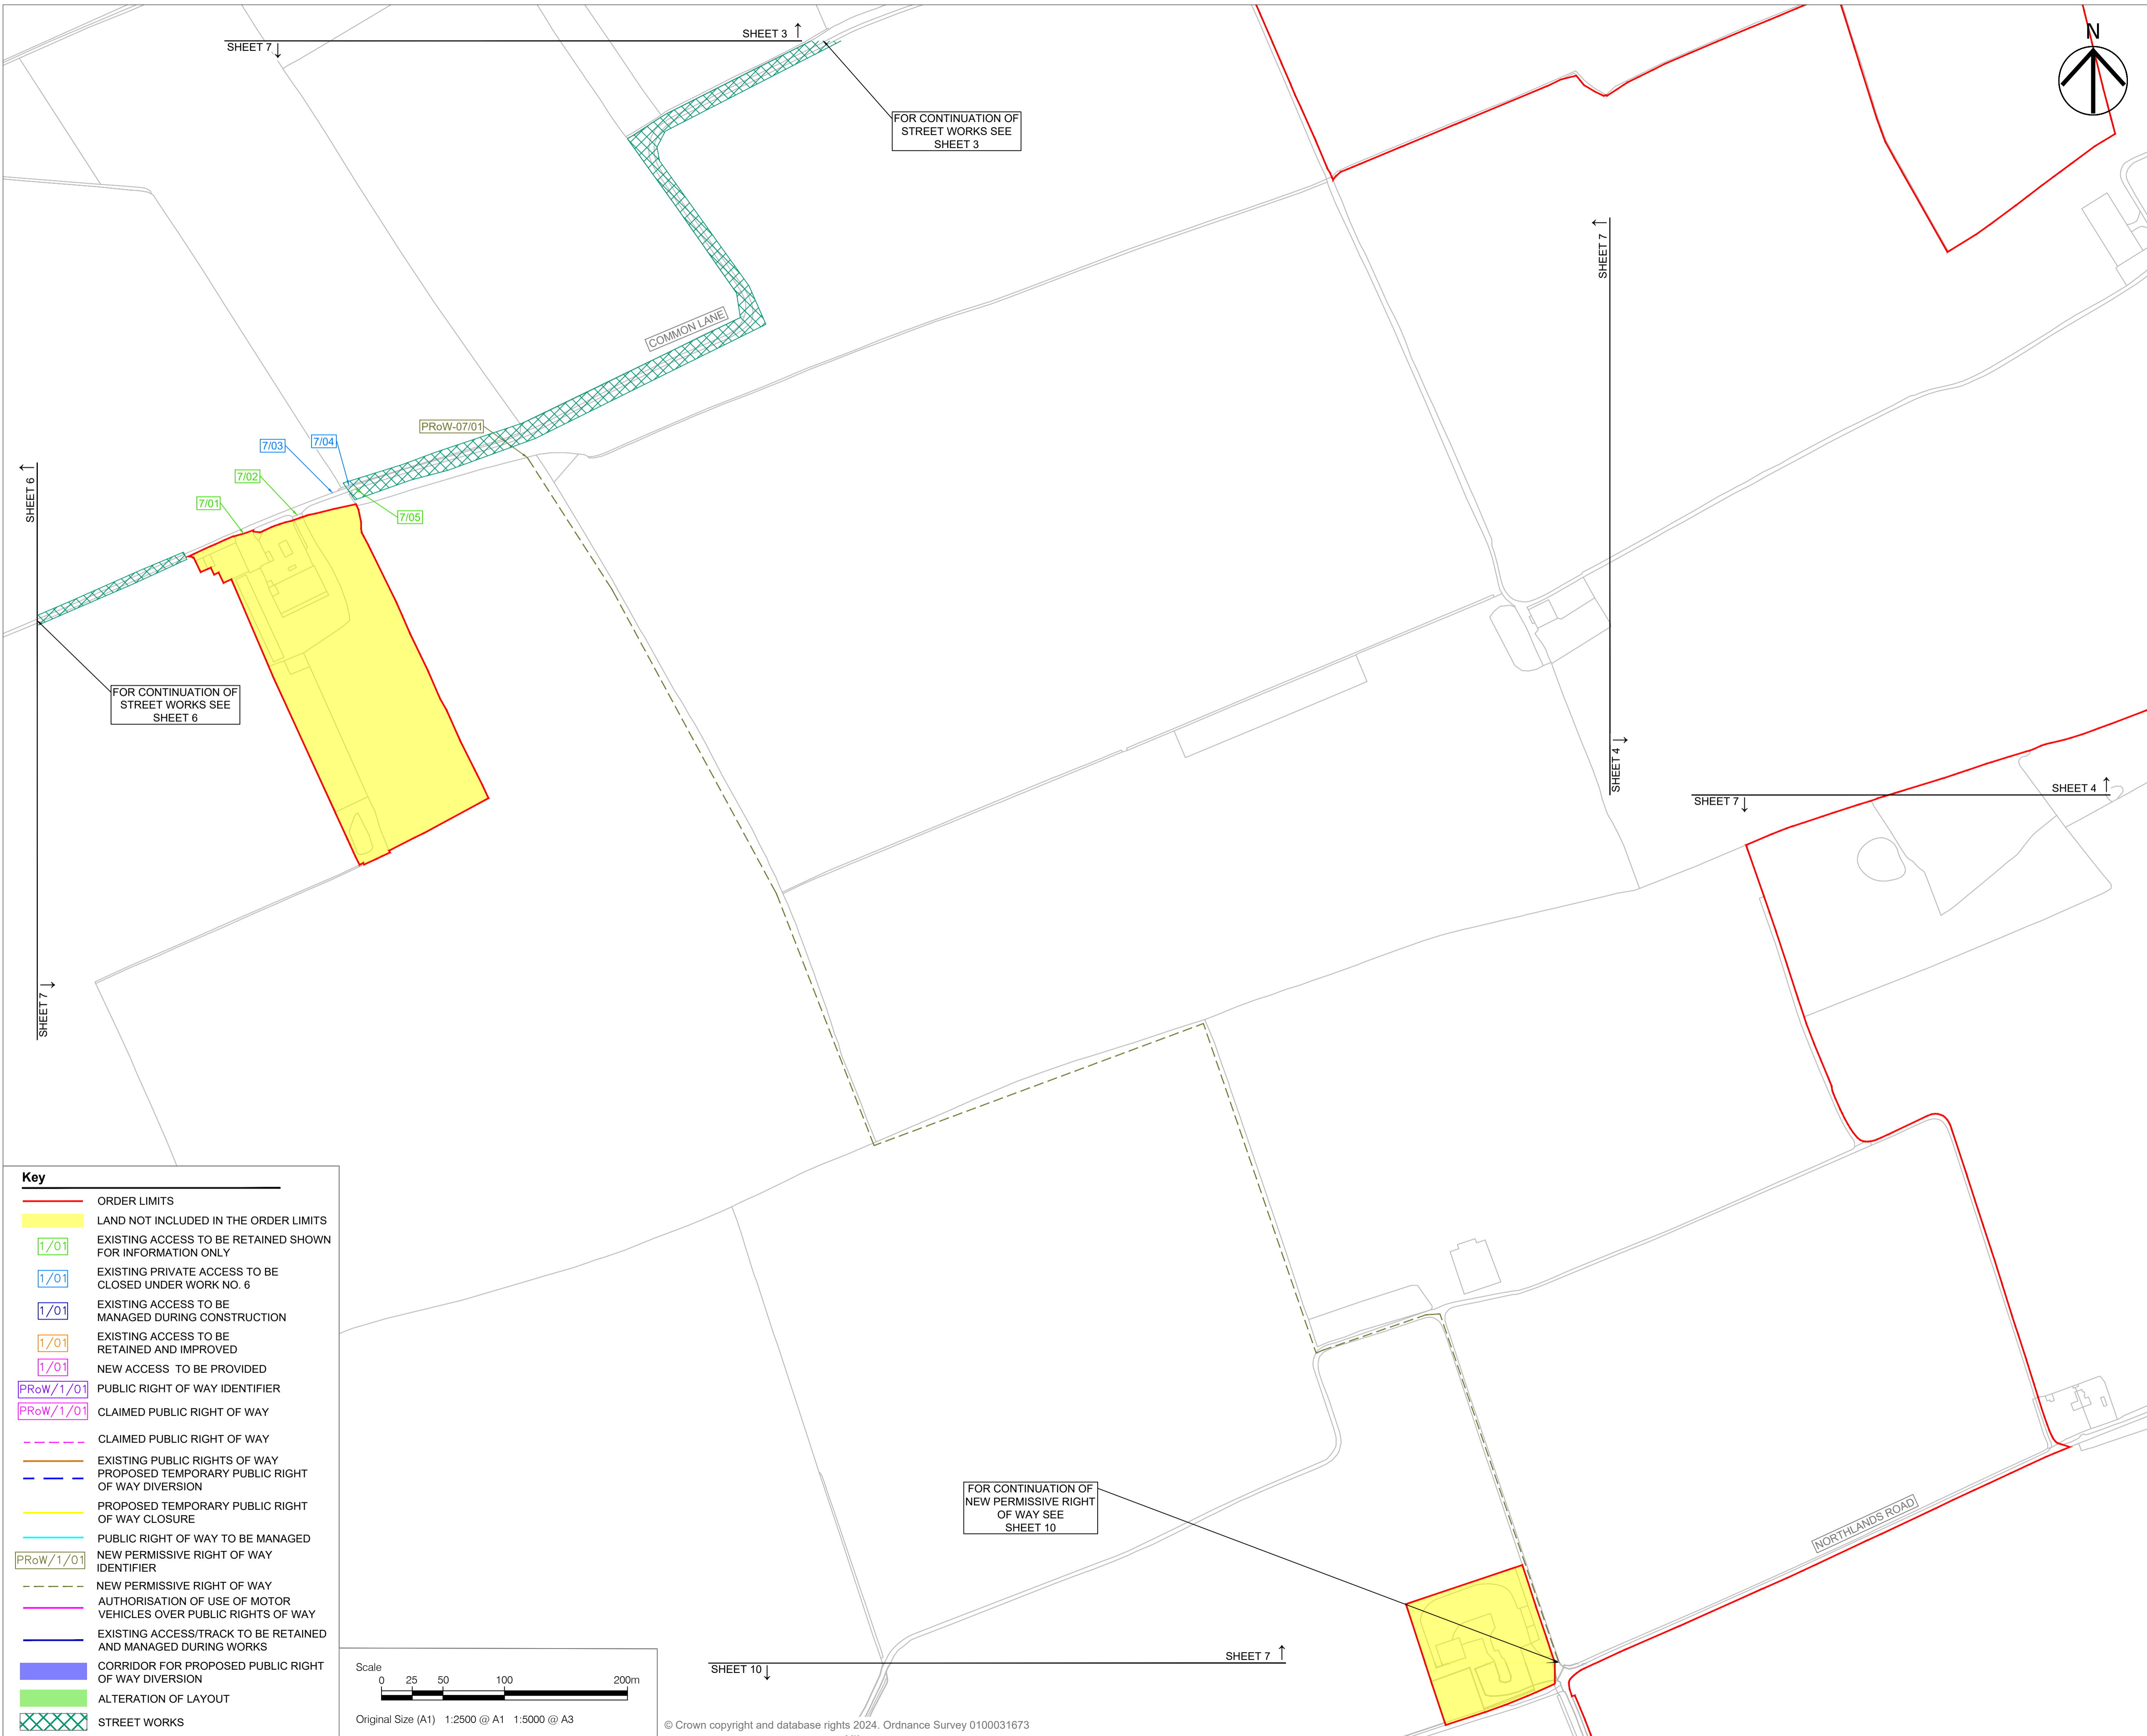 SHEET 3 ↑
SHEET 7 ↓
N
FOR CONTINUATION OF
STREET WORKS SEE
SHEET 3
← SHEET 7
SHEET 4 →
COMMON LANE
PRoW-07/01
7/03
7/04
7/02
7/01
7/05
← SHEET 6
SHEET 7 →
FOR CONTINUATION OF
STREET WORKS SEE
SHEET 6
SHEET 4 ↑
SHEET 7 ↓
FOR CONTINUATION OF
NEW PERMISSIVE RIGHT
OF WAY SEE
SHEET 10
NORTHLANDS ROAD
SHEET 7 ↑
SHEET 10 ↓
Key
ORDER LIMITS
LAND NOT INCLUDED IN THE ORDER LIMITS
1/01 EXISTING ACCESS TO BE RETAINED SHOWN
FOR INFORMATION ONLY
1/01 EXISTING PRIVATE ACCESS TO BE
CLOSED UNDER WORK NO. 6
1/01 EXISTING ACCESS TO BE
MANAGED DURING CONSTRUCTION
1/01 EXISTING ACCESS TO BE
RETAINED AND IMPROVED
1/01 NEW ACCESS TO BE PROVIDED
PRoW/1/01 PUBLIC RIGHT OF WAY IDENTIFIER
PRoW/1/01 CLAIMED PUBLIC RIGHT OF WAY
CLAIMED PUBLIC RIGHT OF WAY
EXISTING PUBLIC RIGHTS OF WAY
PROPOSED TEMPORARY PUBLIC RIGHT
OF WAY DIVERSION
PROPOSED TEMPORARY PUBLIC RIGHT
OF WAY CLOSURE
PUBLIC RIGHT OF WAY TO BE MANAGED
PRoW/1/01 NEW PERMISSIVE RIGHT OF WAY
IDENTIFIER
NEW PERMISSIVE RIGHT OF WAY
AUTHORISATION OF USE OF MOTOR
VEHICLES OVER PUBLIC RIGHTS OF WAY
EXISTING ACCESS/TRACK TO BE RETAINED
AND MANAGED DURING WORKS
CORRIDOR FOR PROPOSED PUBLIC RIGHT
OF WAY DIVERSION
ALTERATION OF LAYOUT
STREET WORKS
Scale
0 25 50 100 200m
Original Size (A1) 1:2500 @ A1 1:5000 @ A3
© Crown copyright and database rights 2024. Ordnance Survey 0100031673